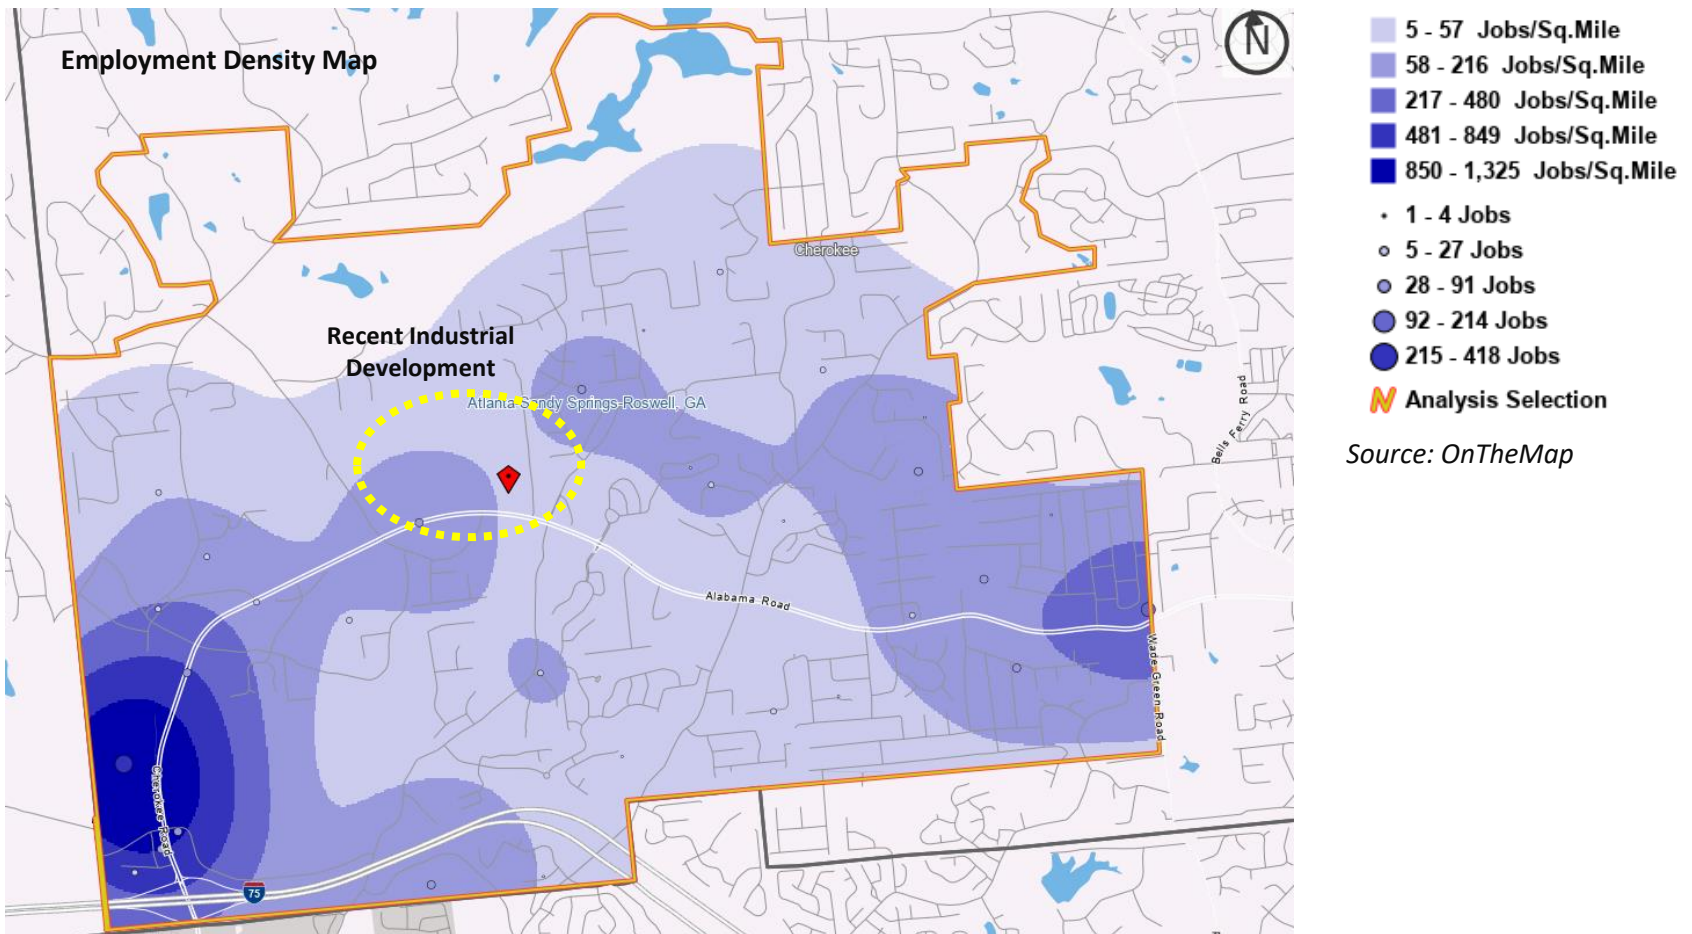 Employment Density Map
N
5 - 57 Jobs/Sq.Mile
58 - 216 Jobs/Sq.Mile
217 - 480 Jobs/Sq.Mile
481 - 849 Jobs/Sq.Mile
850 - 1,325 Jobs/Sq.Mile
1 - 4 Jobs
5 - 27 Jobs
28 - 91 Jobs
92 - 214 Jobs
215 - 418 Jobs
Analysis Selection
Source: OnTheMap
Cherokee
Recent Industrial
Development
Atlanta-Sandy Springs-Roswell, GA
Bells Ferry Road
Alabama Road
Wade Green Road
Cherokee Road
75